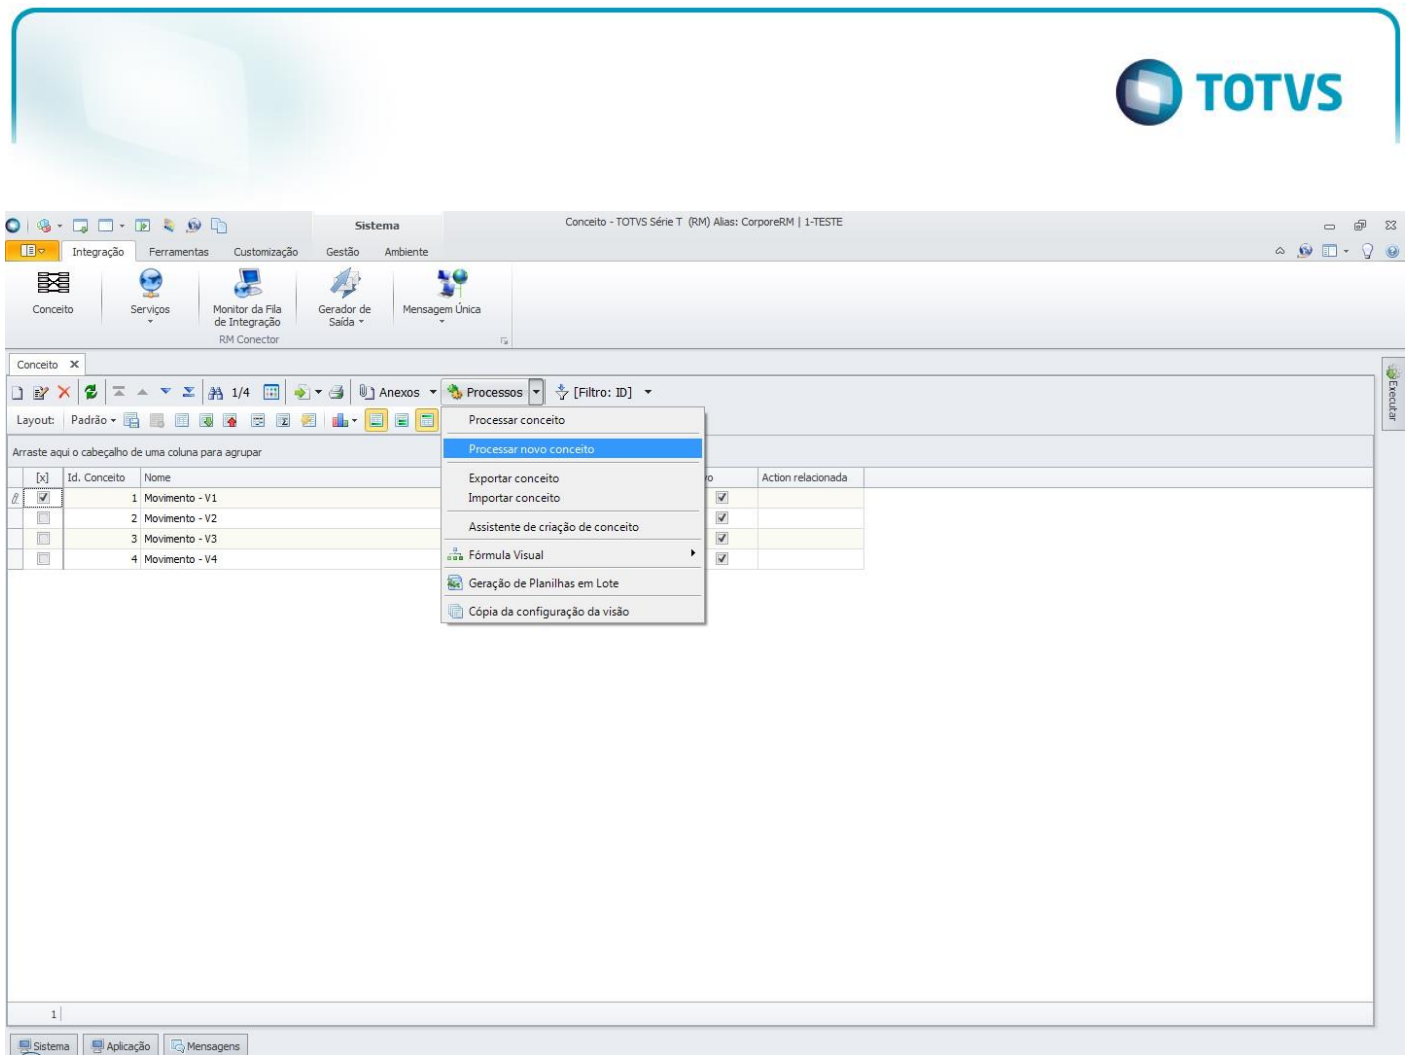 TOTVS
Sistema
Conceito - TOTVS Série T (RM) Alias: CorporeRM | 1-TESTE
Integração Ferramentas Customização Gestão Ambiente
Conceito Serviços Monitor da Fila de Integração Gerador de Saída Mensagem Única
RM Conector
Conceito X
1/4 Anexos Processos [Filtro: ID]
Executar
Layout: Padrão
Processar conceito
Processar novo conceito
Exportar conceito
Importar conceito
Assistente de criação de conceito
Fórmula Visual
Geração de Planilhas em Lote
Cópia da configuração da visão
Arraste aqui o cabeçalho de uma coluna para agrupar
[x] Id. Conceito Nome vo Action relacionada
1 Movimento - V1
2 Movimento - V2
3 Movimento - V3
4 Movimento - V4
1
Sistema Aplicação Mensagens